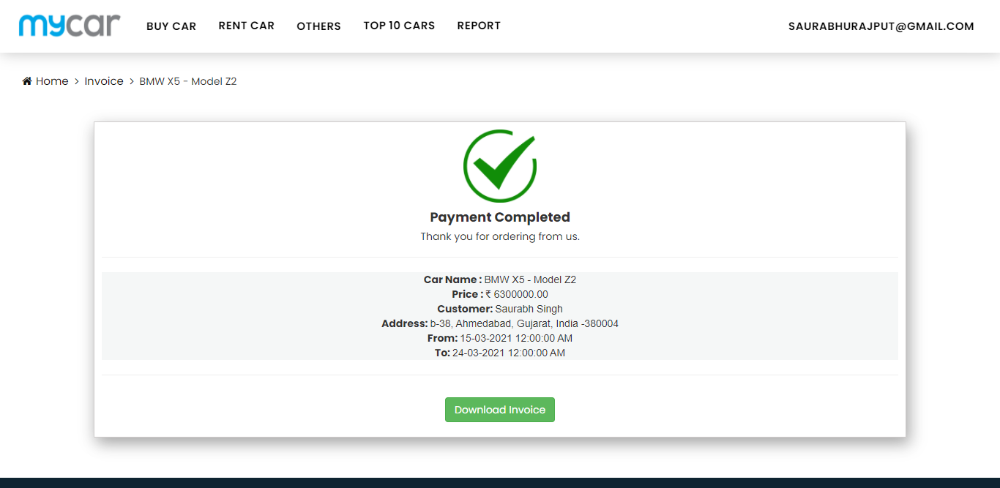 mycar BUY CAR RENT CAR OTHERS TOP 10 CARS REPORT SAURABHURAJPUT@GMAIL.COM
Home > Invoice > BMW X5 - Model Z2
Payment Completed
Thank you for ordering from us.
Car Name : BMW X5 - Model Z2
Price : ₹ 6300000.00
Customer: Saurabh Singh
Address: b-38, Ahmedabad, Gujarat, India -380004
From: 15-03-2021 12:00:00 AM
To: 24-03-2021 12:00:00 AM
Download Invoice